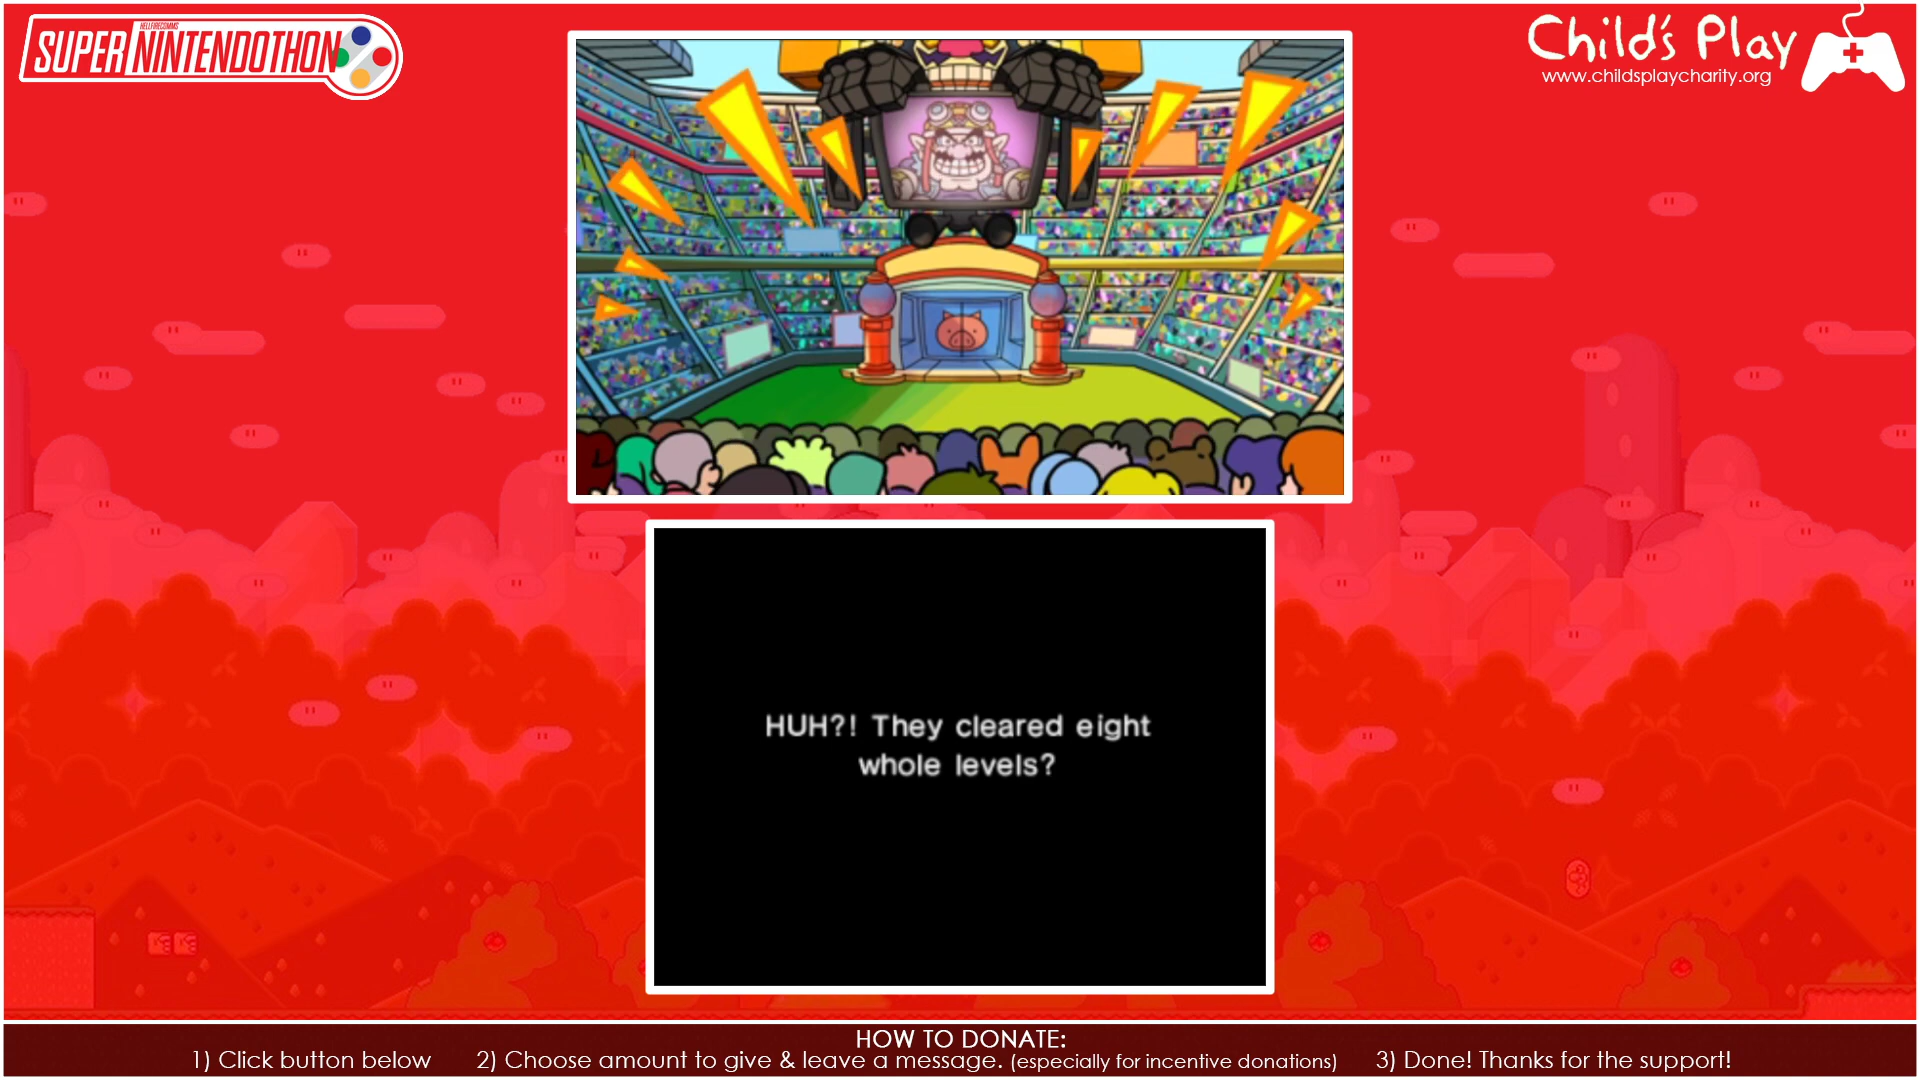 HELLFIRECOMMS
SUPER NINTENDOTHON
Child's Play
www.childsplaycharity.org
HUH?! They cleared eight
whole levels?
HOW TO DONATE:
1) Click button below 2) Choose amount to give & leave a message. (especially for incentive donations) 3) Done! Thanks for the support!